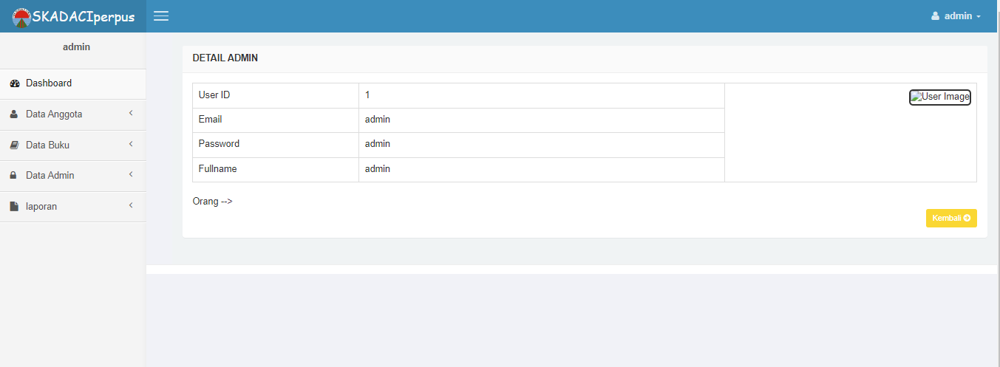 SKADACIperpus
admin
admin
Dashboard
Data Anggota
Data Buku
Data Admin
laporan
DETAIL ADMIN
User ID 1
User Image
Email admin
Password admin
Fullname admin
Orang -->
Kembali